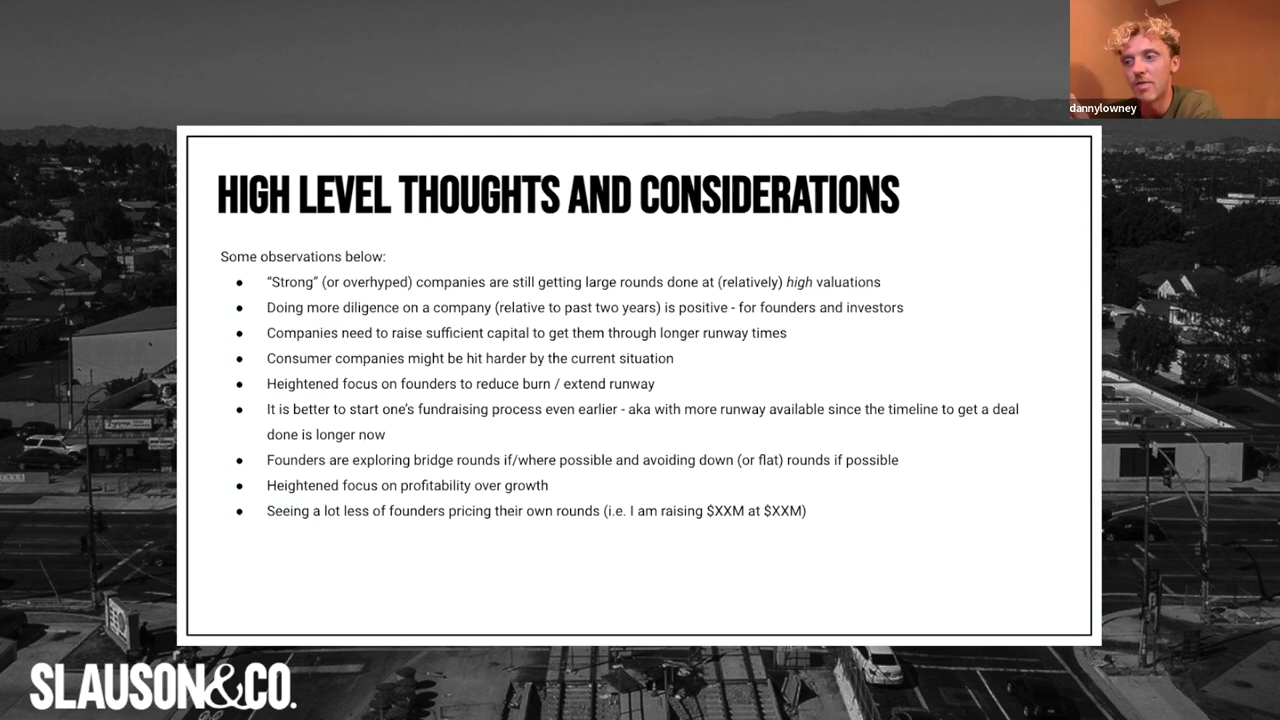 dannylowney
HIGH LEVEL THOUGHTS AND CONSIDERATIONS
Some observations below:
● “Strong” (or overhyped) companies are still getting large rounds done at (relatively) high valuations
● Doing more diligence on a company (relative to past two years) is positive - for founders and investors
● Companies need to raise sufficient capital to get them through longer runway times
● Consumer companies might be hit harder by the current situation
● Heightened focus on founders to reduce burn / extend runway
● It is better to start one’s fundraising process even earlier - aka with more runway available since the timeline to get a deal
done is longer now
● Founders are exploring bridge rounds if/where possible and avoiding down (or flat) rounds if possible
● Heightened focus on profitability over growth
● Seeing a lot less of founders pricing their own rounds (i.e. I am raising $XXM at $XXM)
SLAUSON&CO.